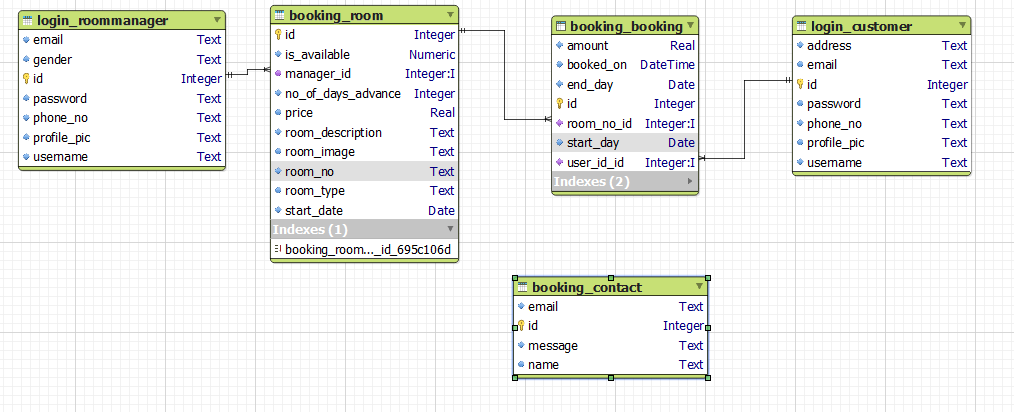 login_roommanager
email Text
gender Text
id Integer
password Text
phone_no Text
profile_pic Text
username Text
booking_room
id Integer
is_available Numeric
manager_id Integer:I
no_of_days_advance Integer
price Real
room_description Text
room_image Text
room_no Text
room_type Text
start_date Date
Indexes (1)
booking_room..._id_695c106d
booking_booking
amount Real
booked_on DateTime
end_day Date
id Integer
room_no_id Integer:I
start_day Date
user_id_id Integer:I
Indexes (2)
login_customer
address Text
email Text
id Integer
password Text
phone_no Text
profile_pic Text
username Text
booking_contact
email Text
id Integer
message Text
name Text